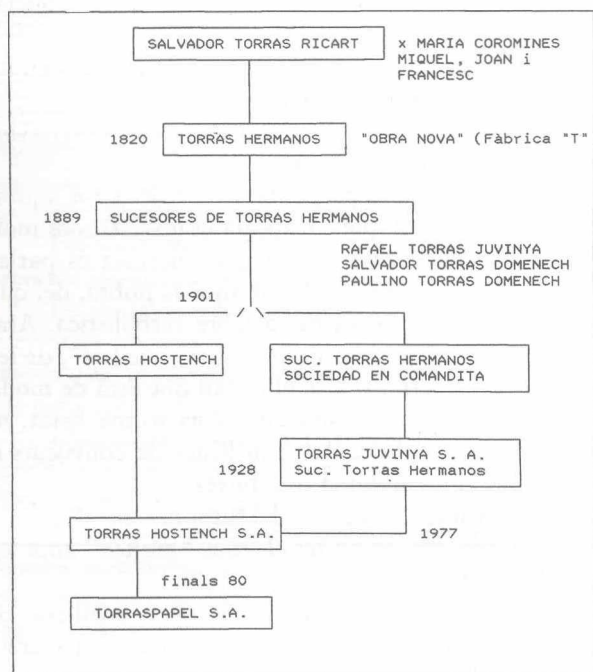 SALVADOR TORRAS RICART
x MARIA COROMINES
MIQUEL, JOAN i
FRANCESC
1820
TORRAS HERMANOS
"OBRA NOVA" (Fàbrica "T"
1889
SUCESORES DE TORRAS HERMANOS
RAFAEL TORRAS JUVINYA
SALVADOR TORRAS DOMENECH
PAULINO TORRAS DOMENECH
1901
TORRAS HOSTENCH
SUC. TORRAS HERMANOS
SOCIEDAD EN COMANDITA
1928
TORRAS JUVINYA S. A.
Suc. Torras Hermanos
TORRAS HOSTENCH S.A.
1977
finals 80
TORRASPAPEL S.A.